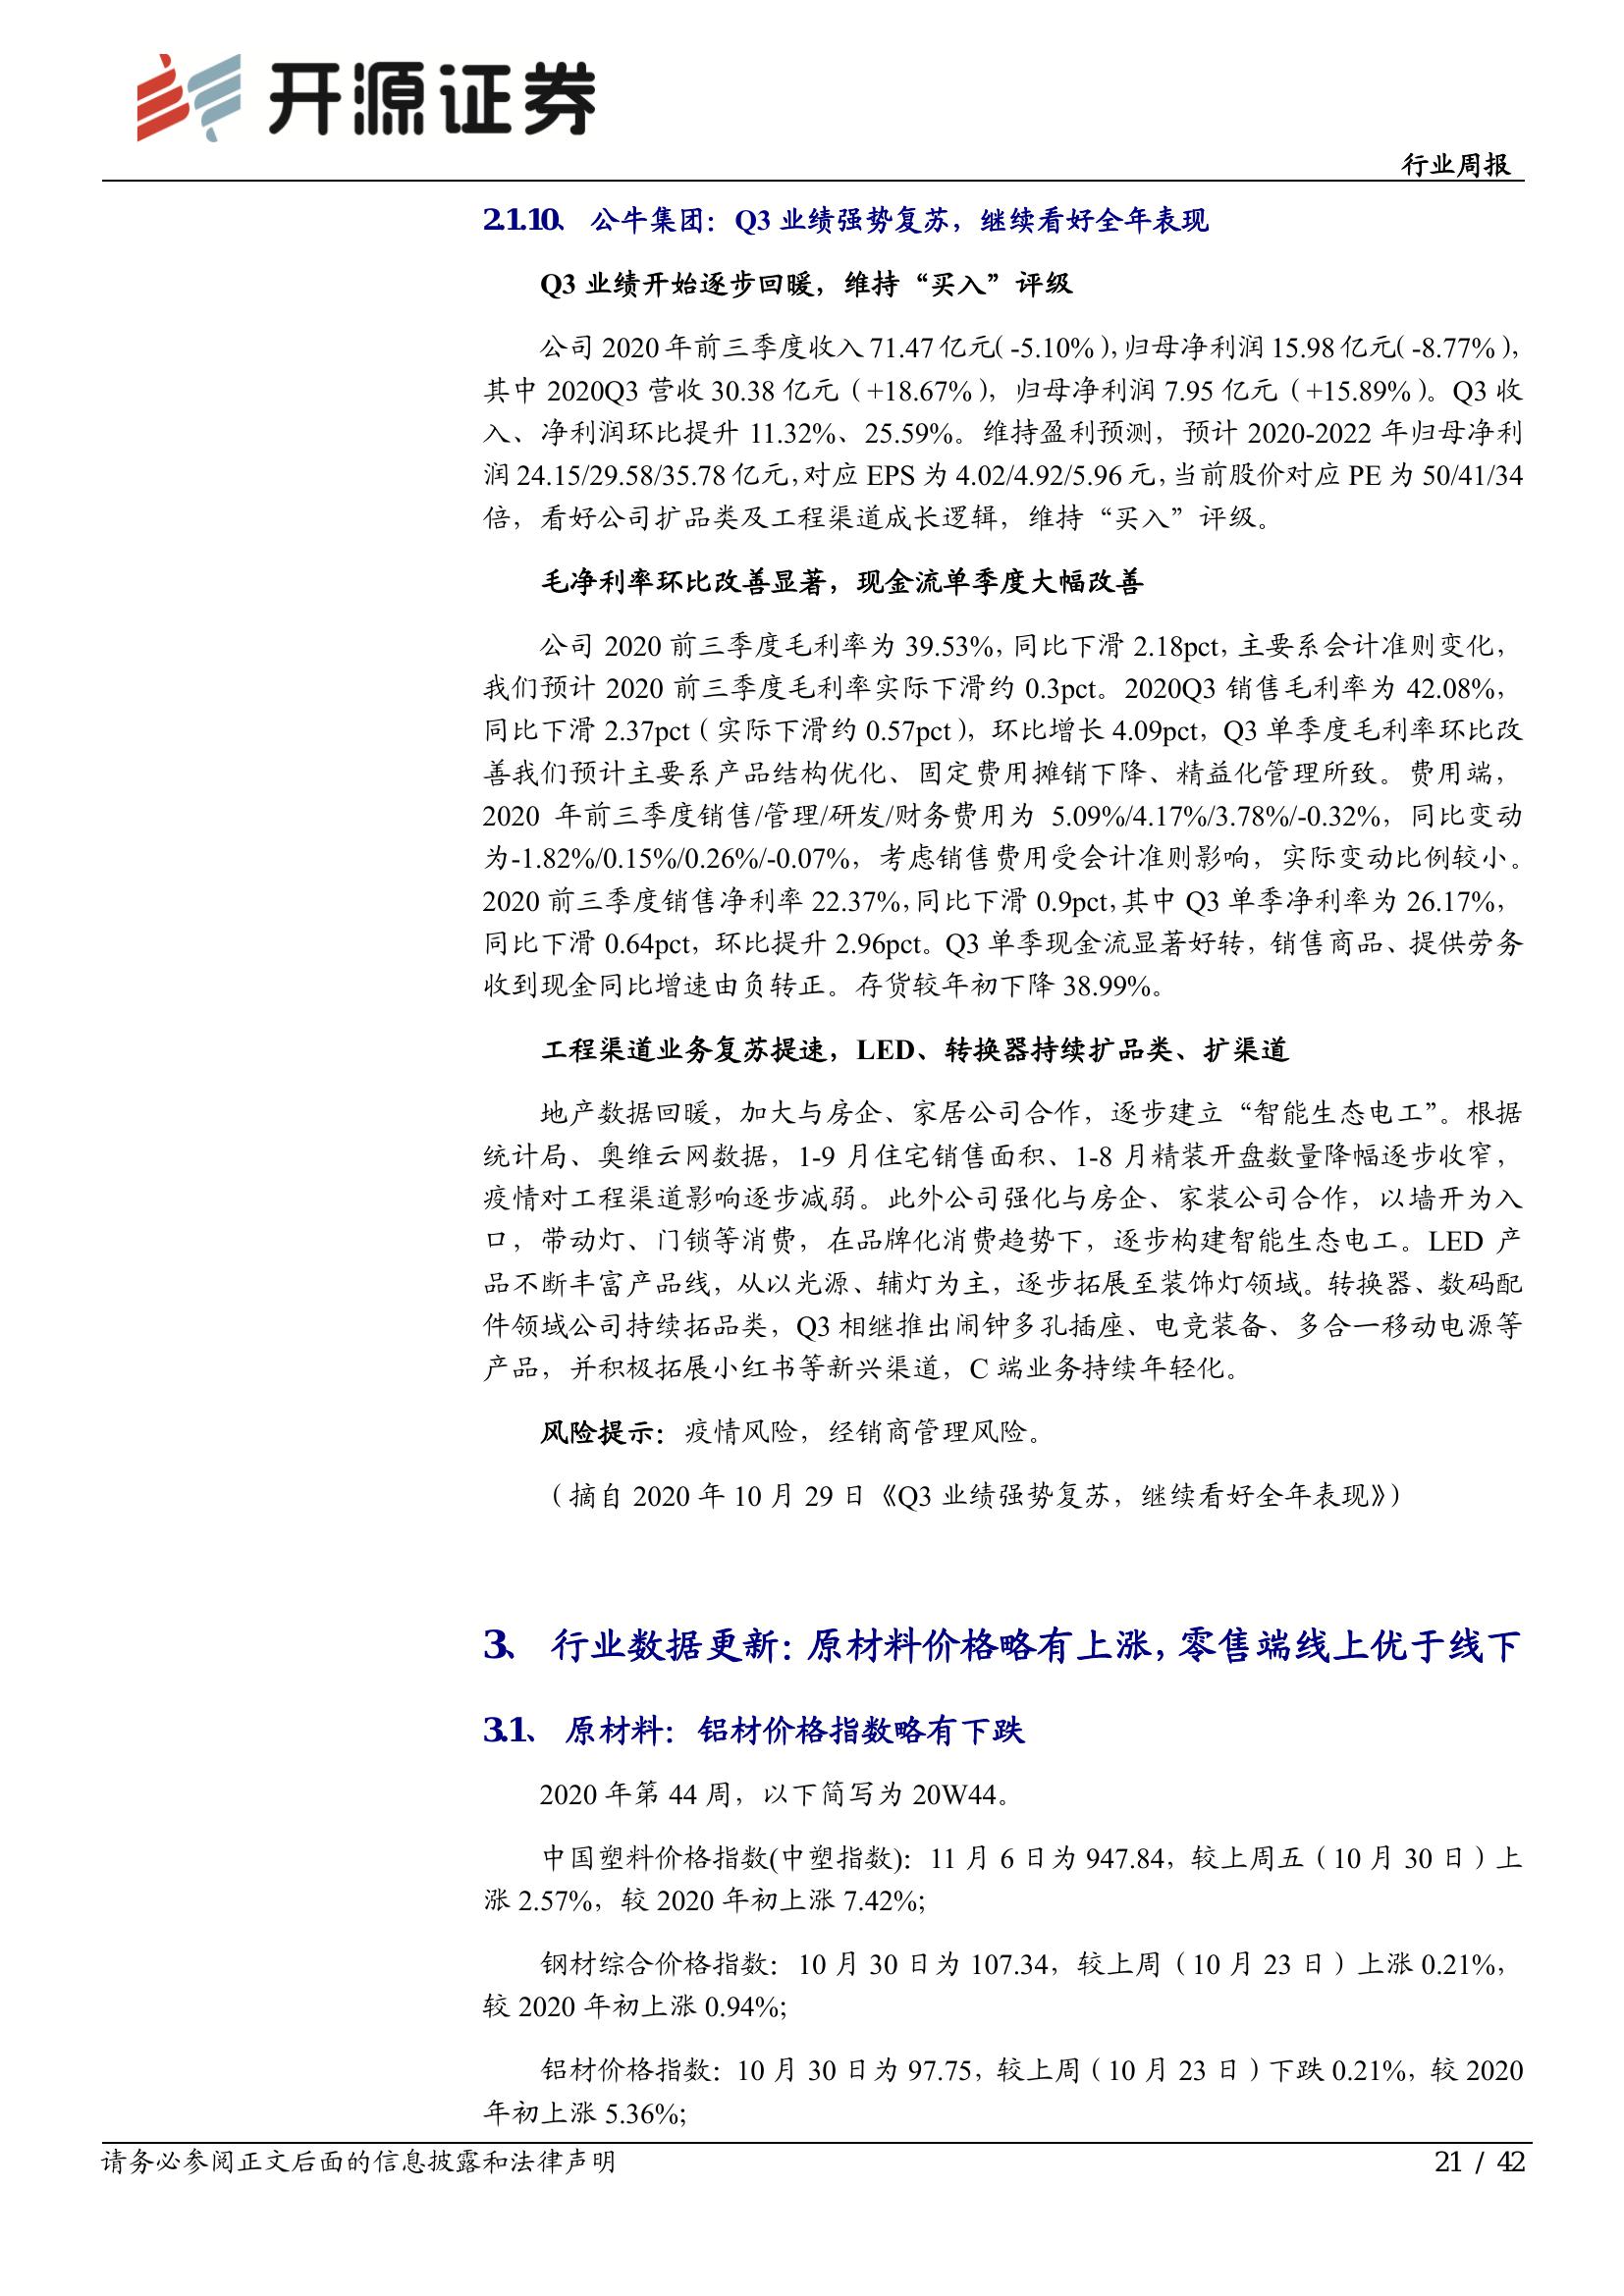 开源证券
行业周报
2.1.10、 公牛集团：Q3 业绩强势复苏，继续看好全年表现
Q3 业绩开始逐步回暖，维持“买入”评级
公司 2020 年前三季度收入 71.47 亿元（-5.10%），归母净利润 15.98 亿元（-8.77%），
其中 2020Q3 营收 30.38 亿元（+18.67%），归母净利润 7.95 亿元（+15.89%）。Q3 收
入、净利润环比提升 11.32%、25.59%。维持盈利预测，预计 2020-2022 年归母净利
润 24.15/29.58/35.78 亿元，对应 EPS 为 4.02/4.92/5.96 元，当前股价对应 PE 为 50/41/34
倍，看好公司扩品类及工程渠道成长逻辑，维持“买入”评级。
毛净利率环比改善显著，现金流单季度大幅改善
公司 2020 前三季度毛利率为 39.53%，同比下滑 2.18pct，主要系会计准则变化，
我们预计 2020 前三季度毛利率实际下滑约 0.3pct。2020Q3 销售毛利率为 42.08%，
同比下滑 2.37pct（实际下滑约 0.57pct），环比增长 4.09pct，Q3 单季度毛利率环比改
善我们预计主要系产品结构优化、固定费用摊销下降、精益化管理所致。费用端，
2020 年前三季度销售/管理/研发/财务费用为 5.09%/4.17%/3.78%/-0.32%，同比变动
为-1.82%/0.15%/0.26%/-0.07%，考虑销售费用受会计准则影响，实际变动比例较小。
2020 前三季度销售净利率 22.37%，同比下滑 0.9pct，其中 Q3 单季净利率为 26.17%，
同比下滑 0.64pct，环比提升 2.96pct。Q3 单季现金流显著好转，销售商品、提供劳务
收到现金同比增速由负转正。存货较年初下降 38.99%。
工程渠道业务复苏提速，LED、转换器持续扩品类、扩渠道
地产数据回暖，加大与房企、家居公司合作，逐步建立“智能生态电工”。根据
统计局、奥维云网数据，1-9 月住宅销售面积、1-8 月精装开盘数量降幅逐步收窄，
疫情对工程渠道影响逐步减弱。此外公司强化与房企、家装公司合作，以墙开为入
口，带动灯、门锁等消费，在品牌化消费趋势下，逐步构建智能生态电工。LED 产
品不断丰富产品线，从以光源、辅灯为主，逐步拓展至装饰灯领域。转换器、数码配
件领域公司持续拓品类，Q3 相继推出闹钟多孔插座、电竞装备、多合一移动电源等
产品，并积极拓展小红书等新兴渠道，C 端业务持续年轻化。
风险提示：疫情风险，经销商管理风险。
（摘自 2020 年 10 月 29 日《Q3 业绩强势复苏，继续看好全年表现》）
3、 行业数据更新：原材料价格略有上涨，零售端线上优于线下
3.1、 原材料：铝材价格指数略有下跌
2020 年第 44 周，以下简写为 20W44。
中国塑料价格指数(中塑指数)：11 月 6 日为 947.84，较上周五（10 月 30 日）上
涨 2.57%，较 2020 年初上涨 7.42%;
钢材综合价格指数：10 月 30 日为 107.34，较上周（10 月 23 日）上涨 0.21%，
较 2020 年初上涨 0.94%;
铝材价格指数：10 月 30 日为 97.75，较上周（10 月 23 日）下跌 0.21%，较 2020
年初上涨 5.36%;
请务必参阅正文后面的信息披露和法律声明
21 / 42